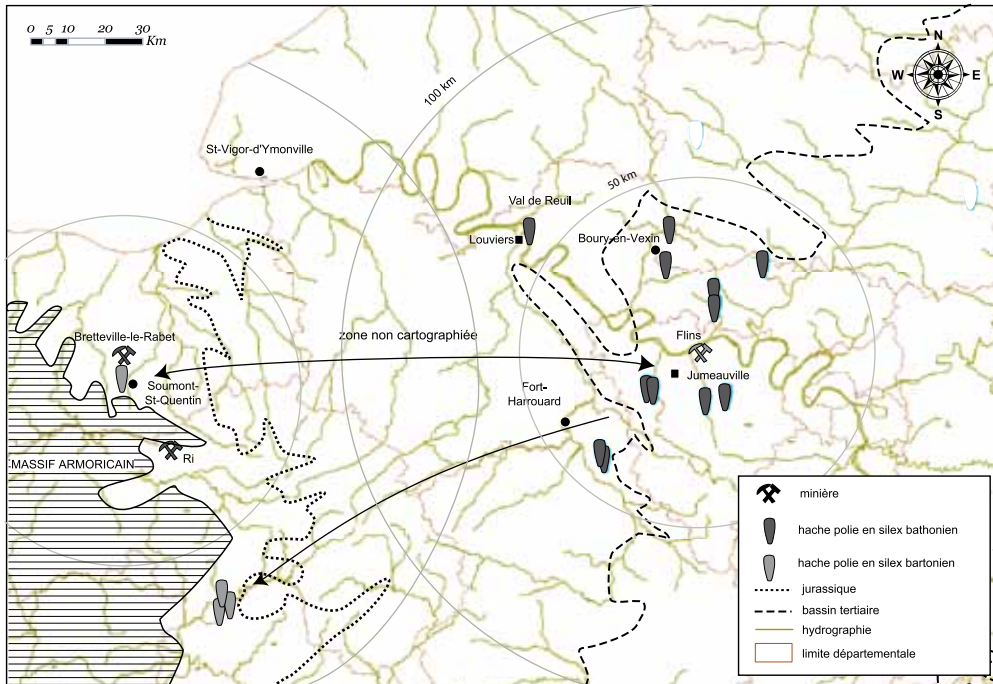 0 5 10 20 30
Km
N
W E
S
100 km
St-Vigor-d'Ymonville
50 km
Val de Reuil
Louviers
Boury-en-Vexin
zone non cartographiée
Bretteville-le-Rabet
Flins
Soumont-
St-Quentin
Jumeauville
Fort-
Harrouard
MASSIF ARMORICAIN
Ri
minière
hache polie en silex bathonien
hache polie en silex bartonien
jurassique
bassin tertiaire
hydrographie
limite départementale